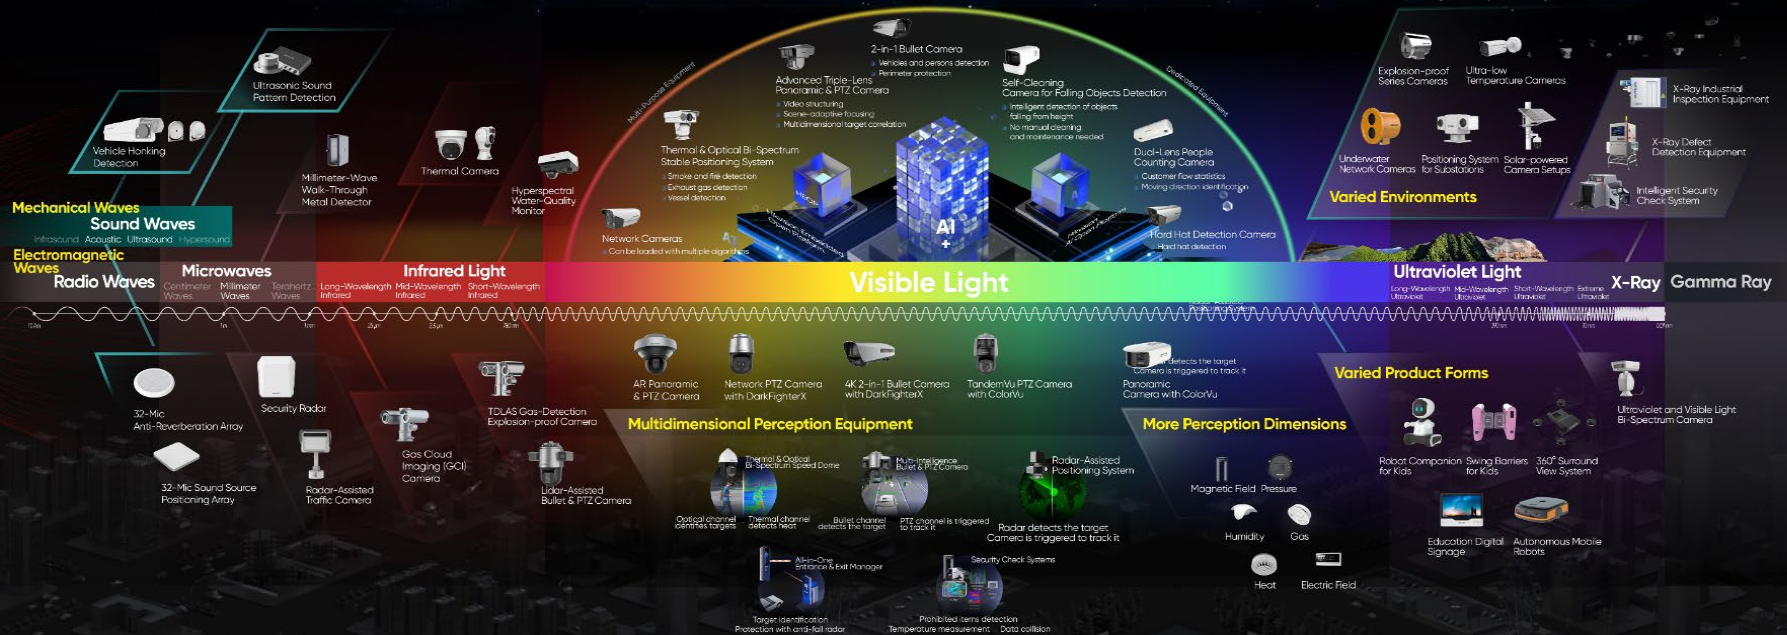 Ultrasonic Sound
Pattern Detection
Vehicle Honking
Detection
Millimeter-Wave
Walk-Through
Metal Detector
Thermal Camera
Hyperspectral
Water-Quality
Monitor
Multi-Purpose Equipment
Dedicated Equipment
2-in-1 Bullet Camera
Vehicles and persons detection
Perimeter protection
Advanced Triple-Lens
Panoramic & PTZ Camera
Video structuring
Scene-adaptive focusing
Multidimensional target correlation
Self-Cleaning
Camera for Falling Objects Detection
Intelligent detection of objects
falling from height
No manual cleaning
and maintenance needed
Thermal & Optical Bi-Spectrum
Stable Positioning System
Smoke and fire detection
Exhaust gas detection
Vessel detection
Dual-Lens People
Counting Camera
Customer flow statistics
Moving direction identification
Network Cameras
Can be loaded with multiple algorithms
Hard Hat Detection Camera
Hard hat detection
AI
+
Explosion-proof
Series Cameras
Ultra-low
Temperature Cameras
Underwater
Network Cameras
Positioning System
for Substations
Solar-powered
Camera Setups
Varied Environments
X-Ray Industrial
Inspection Equipment
X-Ray Defect
Detection Equipment
Intelligent Security
Check System
Mechanical Waves
Sound Waves
Infrasound Acoustic Ultrasound Hypersound
Electromagnetic
Waves
Radio Waves
Microwaves
Centimeter
Waves
Millimeter
Waves
Terahertz
Waves
Infrared Light
Long-Wavelength
Infrared
Mid-Wavelength
Infrared
Short-Wavelength
Infrared
Visible Light
Ultraviolet Light
Long-Wavelength
Ultraviolet
Mid-Wavelength
Ultraviolet
Short-Wavelength
Ultraviolet
Extreme
Ultraviolet
X-Ray
Gamma Ray
32-Mic
Anti-Reverberation Array
Security Radar
32-Mic Sound Source
Positioning Array
Radar-Assisted
Traffic Camera
Gas Cloud
Imaging (GCI)
Camera
TDLAS Gas-Detection
Explosion-proof Camera
Lidar-Assisted
Bullet & PTZ Camera
AR Panoramic
& PTZ Camera
Network PTZ Camera
with DarkFighterX
4K 2-in-1 Bullet Camera
with DarkFighterX
TandemVu PTZ Camera
with ColorVu
detects the target
Camera is triggered to track it
Panoramic
Camera with ColorVu
Multidimensional Perception Equipment
Thermal & Optical
Bi-Spectrum Speed Dome
Optical channel
identifies targets
Thermal channel
detects heat
Multi-Intelligence
Bullet & PTZ Camera
Bullet channel
detects the target
PTZ channel is triggered
to track it
Radar-Assisted
Positioning System
Radar detects the target
Camera is triggered to track it
All-in-One
Entrance & Exit Manager
Target identification
Protection with anti-fall radar
Security Check Systems
Prohibited items detection
Temperature measurement Data collision
More Perception Dimensions
Magnetic Field
Pressure
Humidity
Gas
Heat
Electric Field
Varied Product Forms
Robot Companion
for Kids
Swing Barriers
for Kids
360° Surround
View System
Education Digital
Signage
Autonomous Mobile
Robots
Ultraviolet and Visible Light
Bi-Spectrum Camera